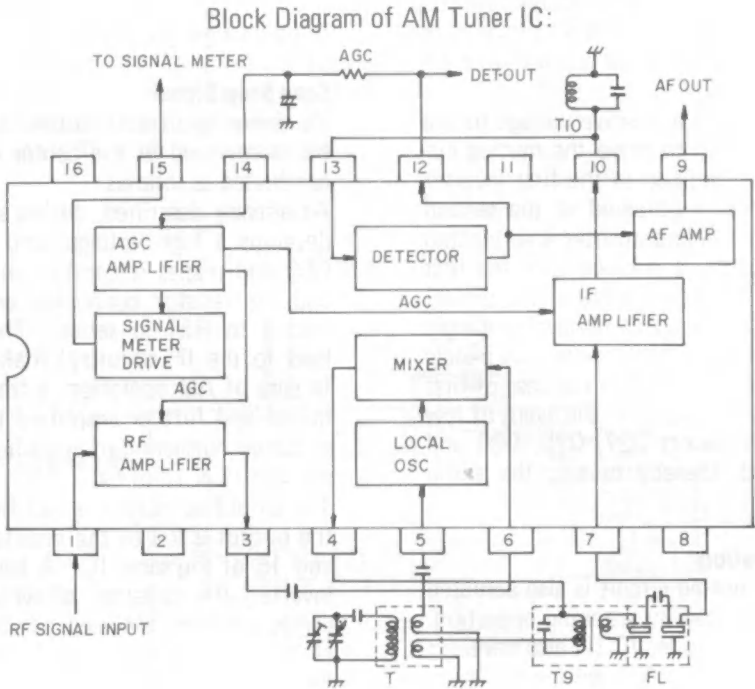 Block Diagram of AM Tuner IC:
TO SIGNAL METER
AGC
DET-OUT
T10
AF OUT
16 15 14 13 12 11 10 9
AGC
AMPLIFIER
DETECTOR
AF AMP
AGC
IF
AMPLIFIER
SIGNAL
METER
DRIVE
MIXER
AGC
RF
AMPLIFIER
LOCAL
OSC
1 2 3 4 5 6 7 8
RF SIGNAL INPUT
T
T9
FL